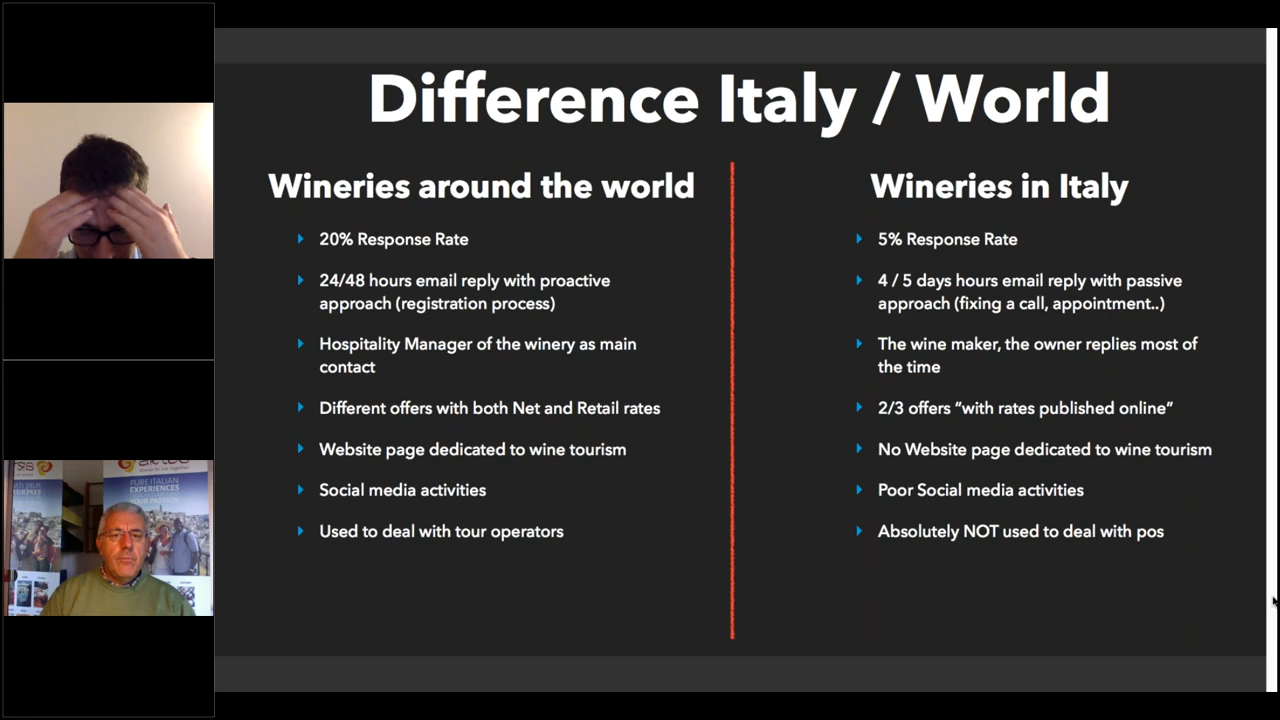 Difference Italy / World
Wineries around the world
20% Response Rate
24/48 hours email reply with proactive
approach (registration process)
Hospitality Manager of the winery as main
contact
Different offers with both Net and Retail rates
Website page dedicated to wine tourism
Social media activities
Used to deal with tour operators
Wineries in Italy
5% Response Rate
4 / 5 days hours email reply with passive
approach (fixing a call, appointment..)
The wine maker, the owner replies most of
the time
2/3 offers “with rates published online”
No Website page dedicated to wine tourism
Poor Social media activities
Absolutely NOT used to deal with pos
PURE ITALIAN
EXPERIENCES